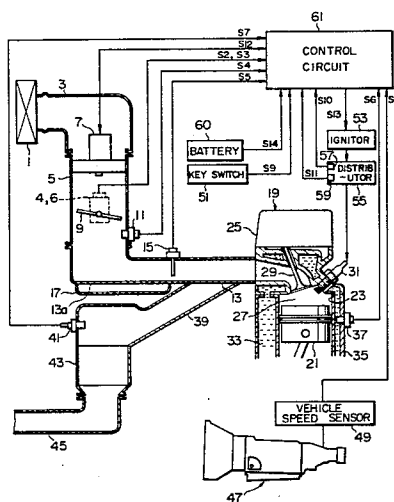 61
S7
S12
S2, S3
S4
S5
CONTROL
CIRCUIT
S10
S13
S6
3
7
60
BATTERY
S14
KEY SWITCH
S9
51
S11
IGNITOR
53
57
DISTRIB
-UTOR
59
55
1
5
4,6
9
11
15
19
25
29
31
17
13a
13
27
23
41
39
33
37
43
21
35
VEHICLE
SPEED SENSOR
49
45
47